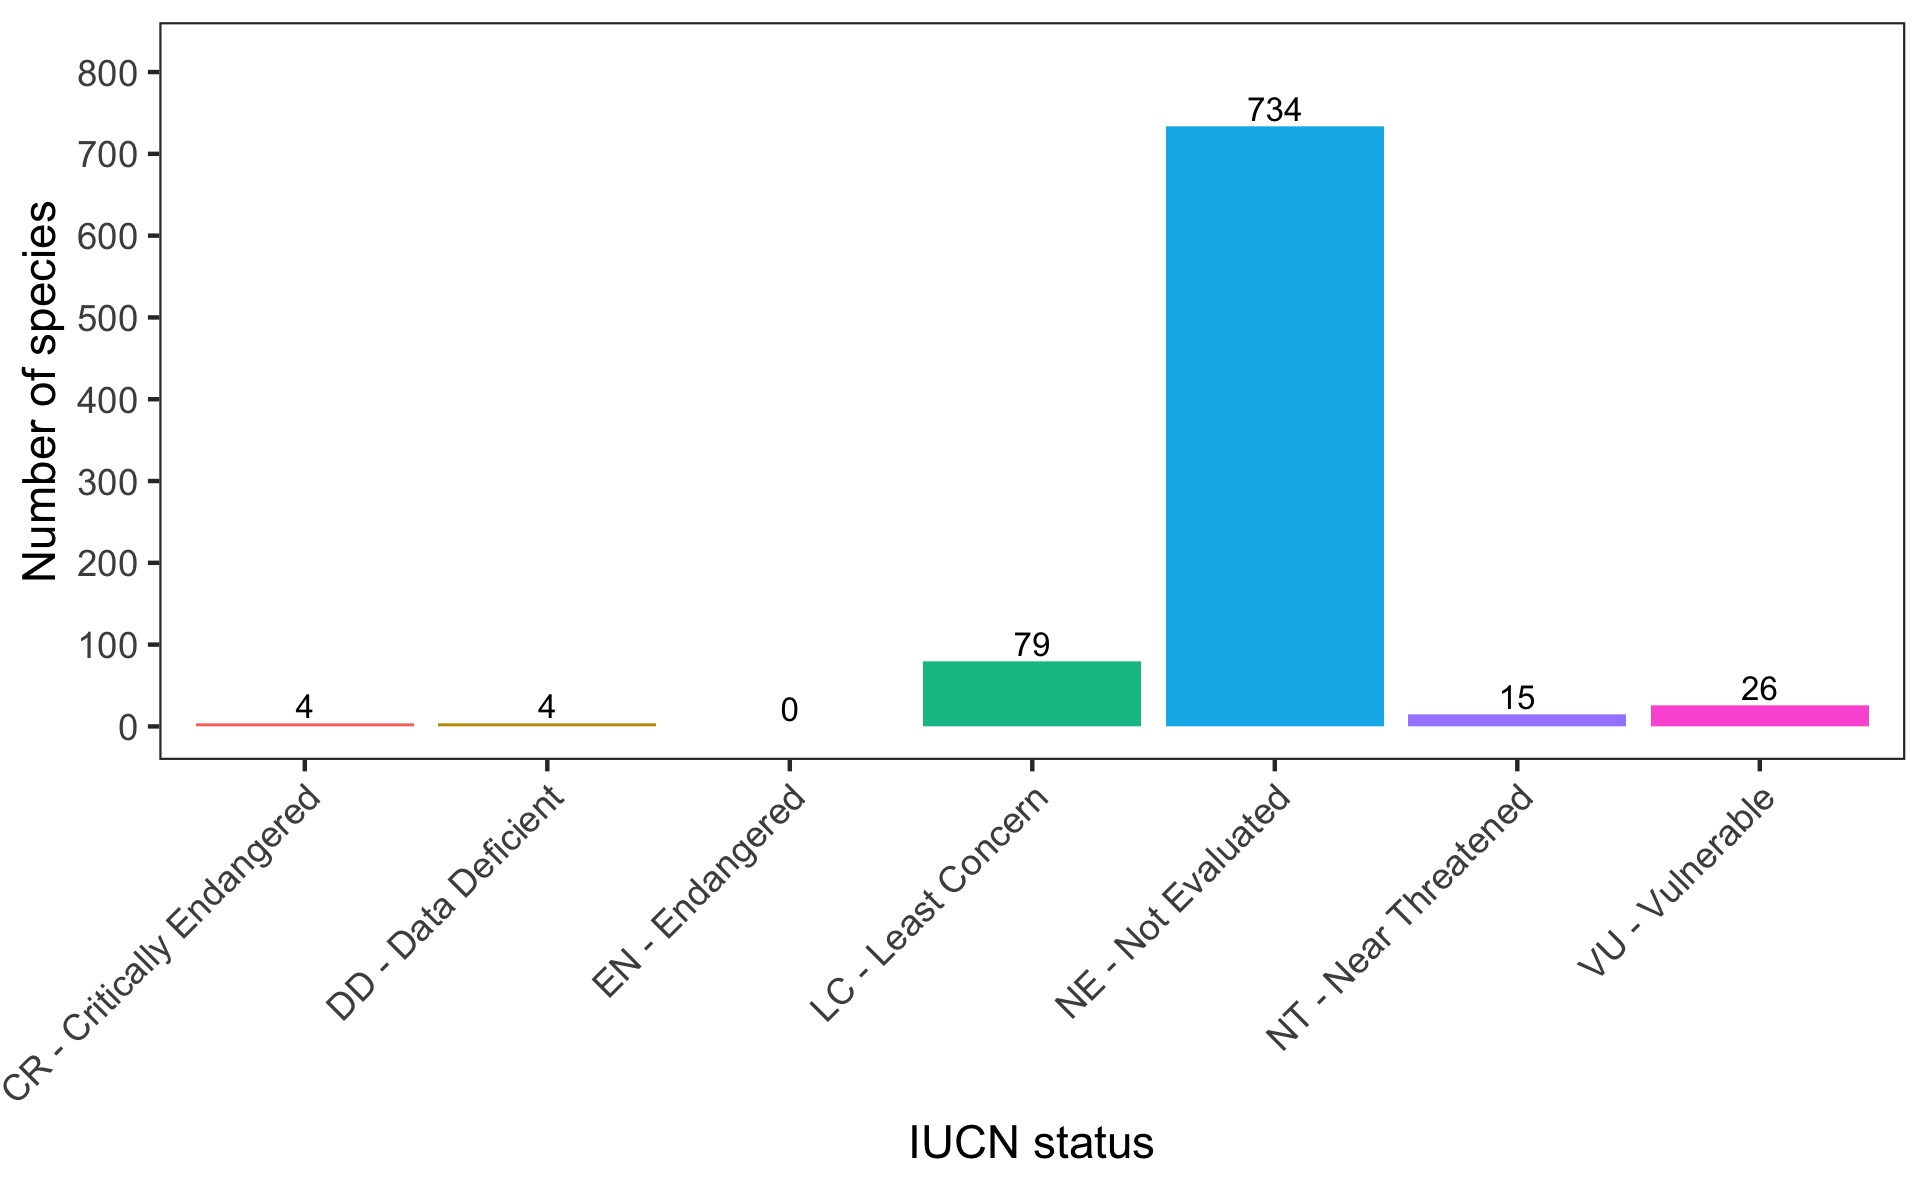 Number of species
800
700
600
500
400
300
200
100
0
4
4
0
79
734
15
26
CR - Critically Endangered
DD - Data Deficient
EN - Endangered
LC - Least Concern
NE - Not Evaluated
NT - Near Threatened
VU - Vulnerable
IUCN status